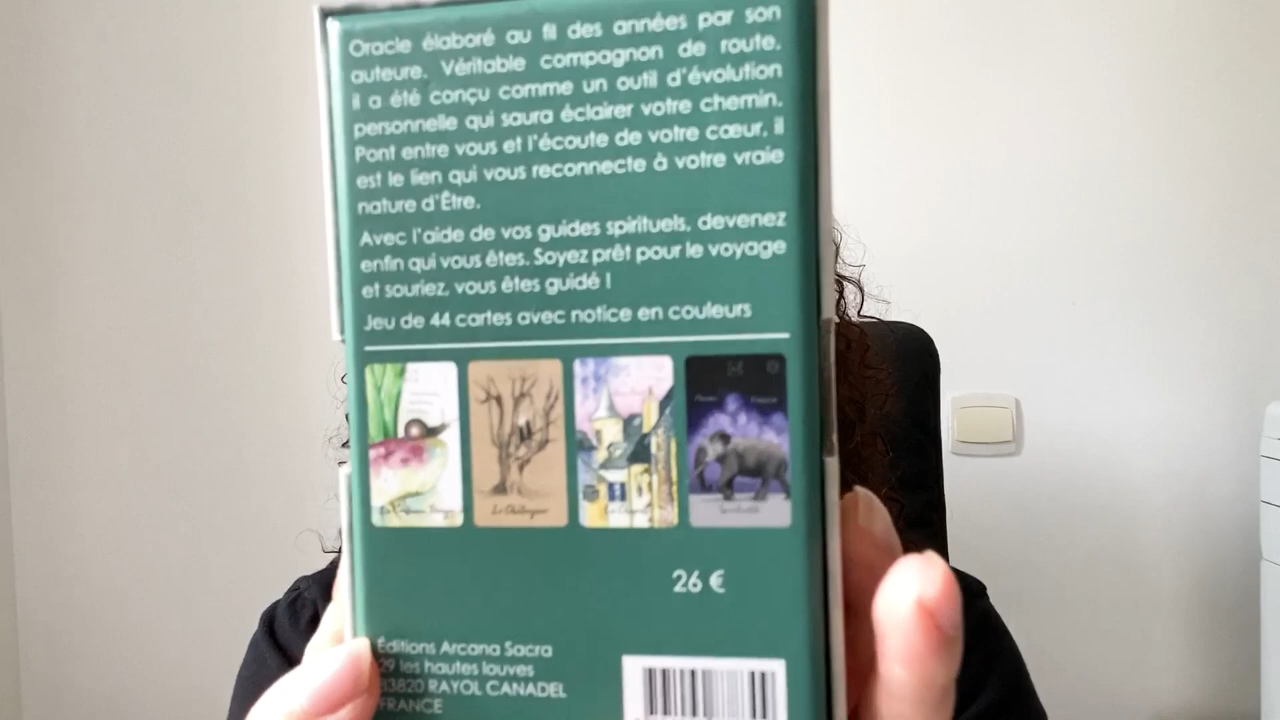 Oracle élaboré au fil des années par son
auteure. Véritable compagnon de route,
il a été conçu comme un outil d'évolution
personnelle qui saura éclairer votre chemin.
Pont entre vous et l'écoute de votre cœur, il
est le lien qui vous reconnecte à votre vraie
nature d'Être.
Avec l'aide de vos guides spirituels, devenez
enfin qui vous êtes. Soyez prêt pour le voyage
et souriez, vous êtes guidé !
Jeu de 44 cartes avec notice en couleurs
Spiritualité
26 €
Éditions Arcana Sacra
29 les hautes louves
83820 RAYOL CANADEL
FRANCE